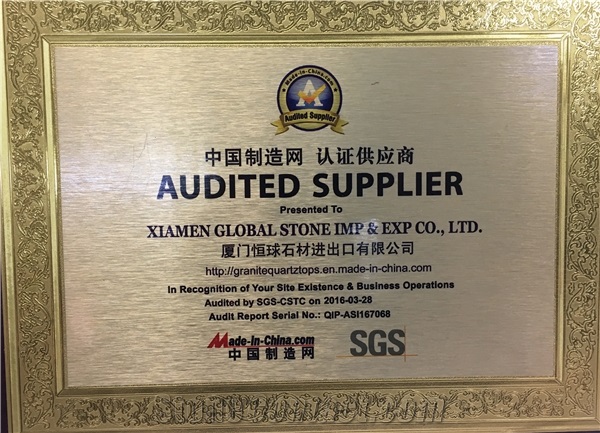 Made-in-China.com
Audited Supplier
中国制造网 认证供应商
AUDITED SUPPLIER
Presented To
XIAMEN GLOBAL STONE IMP & EXP CO., LTD.
厦门恒球石材进出口有限公司
http://granitequartztops.en.made-in-china.com
In Recognition of Your Site Existence & Business Operations
Audited by SGS-CSTC on 2016-03-28
Audit Report Serial No.: QIP-ASI167068
Made-in-China.com
中国制造网
SGS